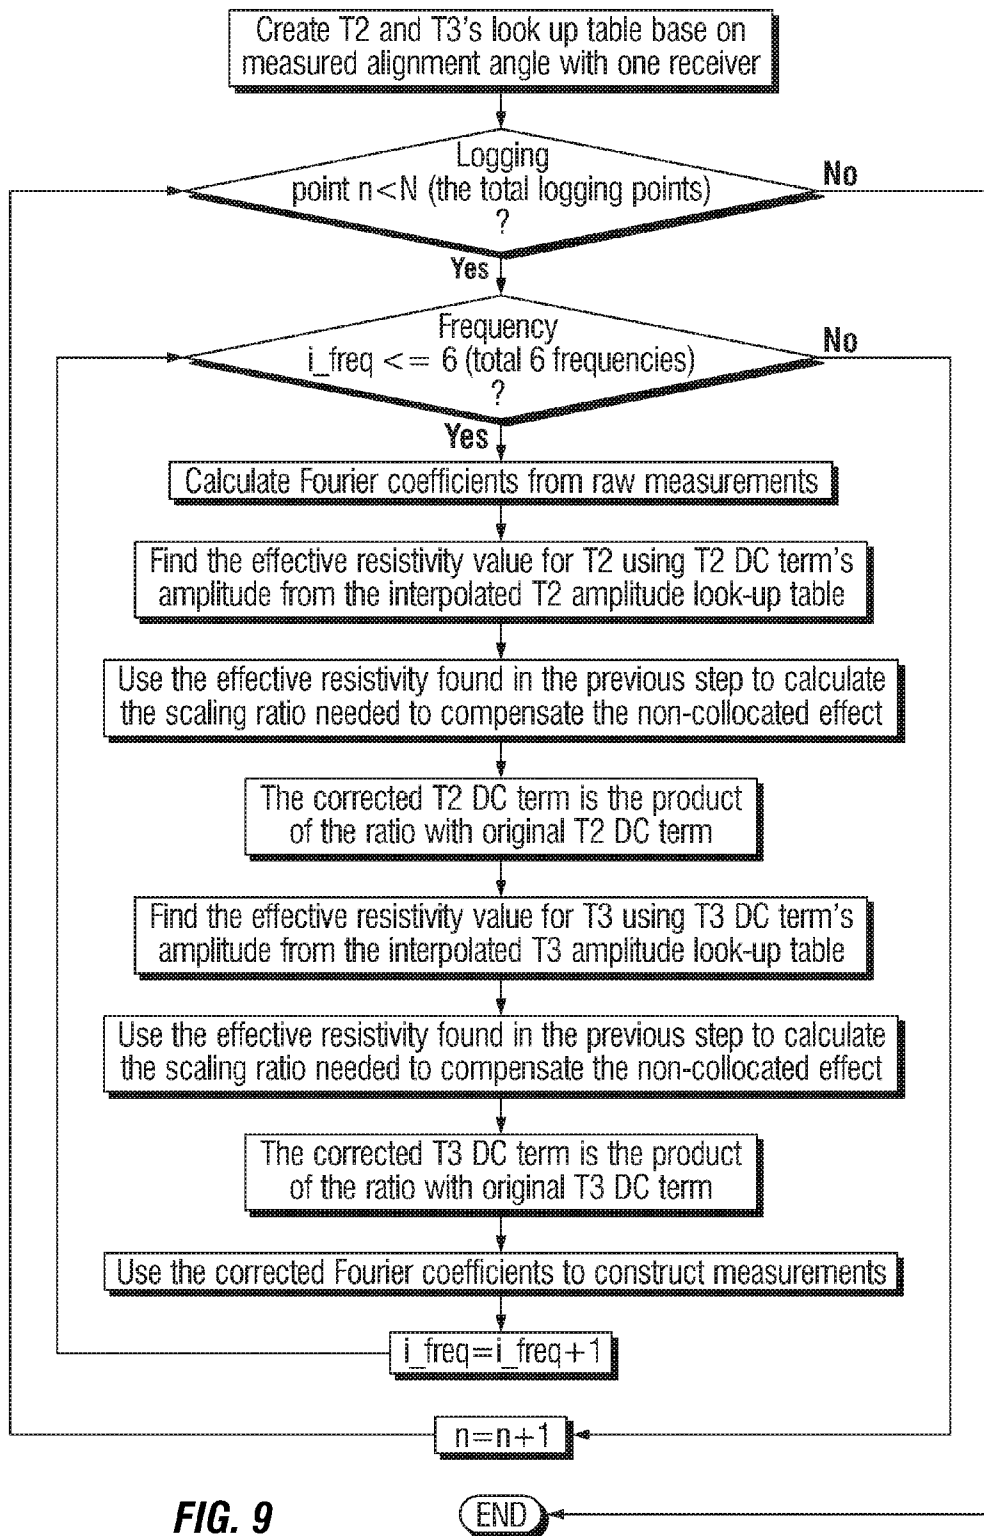 Create T2 and T3's look up table base on
measured alignment angle with one receiver
Logging
point n<N (the total logging points)
?
No
Yes
Frequency
i_freq <= 6 (total 6 frequencies)
?
No
Yes
Calculate Fourier coefficients from raw measurements
Find the effective resistivity value for T2 using T2 DC term's
amplitude from the interpolated T2 amplitude look-up table
Use the effective resistivity found in the previous step to calculate
the scaling ratio needed to compensate the non-collocated effect
The corrected T2 DC term is the product
of the ratio with original T2 DC term
Find the effective resistivity value for T3 using T3 DC term's
amplitude from the interpolated T3 amplitude look-up table
Use the effective resistivity found in the previous step to calculate
the scaling ratio needed to compensate the non-collocated effect
The corrected T3 DC term is the product
of the ratio with original T3 DC term
Use the corrected Fourier coefficients to construct measurements
i_freq=i_freq+1
n=n+1
END
FIG. 9